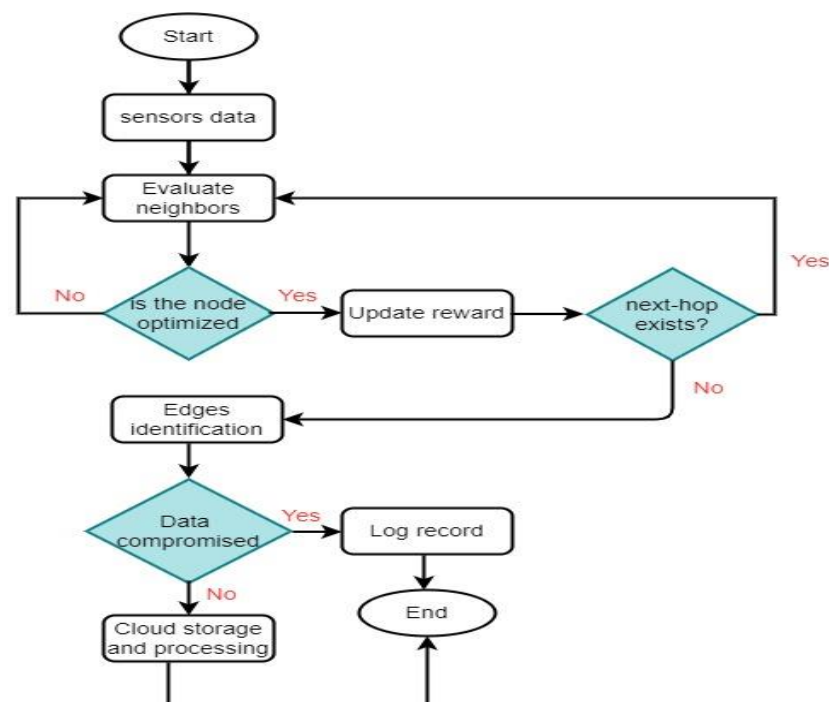 Start
sensors data
Evaluate
neighbors
No
is the node
optimized
Yes
Update reward
next-hop
exists?
Yes
No
Edges
identification
Data
compromised
Yes
Log record
No
End
Cloud storage
and processing